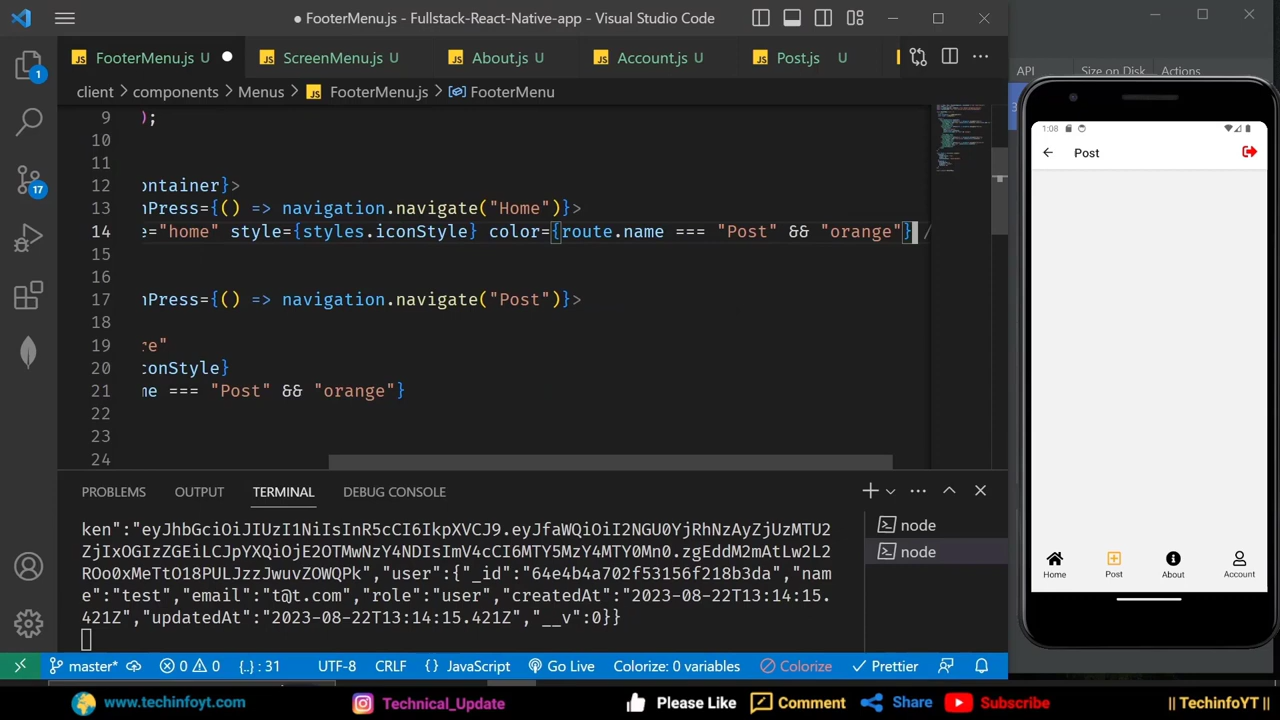 ● FooterMenu.js - Fullstack-React-Native-app - Visual Studio Code
FooterMenu.js U ● ScreenMenu.js U About.js U Account.js U Post.js U
client > components > Menus > FooterMenu.js > FooterMenu
9 );
10
11
12 ontainer}>
13 nPress={() => navigation.navigate("Home")}>
14 e="home" style={styles.iconStyle} color={route.name === "Post" && "orange"} /
15
16
17 nPress={() => navigation.navigate("Post")}>
18
19 re"
20 conStyle}
21 me === "Post" && "orange"}
22
23
24
PROBLEMS OUTPUT TERMINAL DEBUG CONSOLE
ken":"eyJhbGciOiJIUzI1NiIsInR5cCI6IkpXVCJ9.eyJfaWQiOiI2NGU0YjRhNzAyZjUzMTU2
ZjIxOGIzZGEiLCJpYXQiOjE2OTMwNzY4NDIsImV4cCI6MTY5MzY4MTY0Mn0.zgEddM2mAtLw2L2
ROo0xMeTtO18PULJzzJwuvZOWQPk","user":{"_id":"64e4b4a702f53156f218b3da","nam
e":"test","email":"t@t.com","role":"user","createdAt":"2023-08-22T13:14:15.
421Z","updatedAt":"2023-08-22T13:14:15.421Z","__v":0}}
node
node
1
17
master* 0 0 {..} : 31 UTF-8 CRLF {} JavaScript Go Live Colorize: 0 variables Colorize Prettier
API Size on Disk Actions
3
1:08
Post
Home Post About Account
www.techinfoyt.com Technical_Update Please Like Comment Share Subscribe || TechinfoYT ||